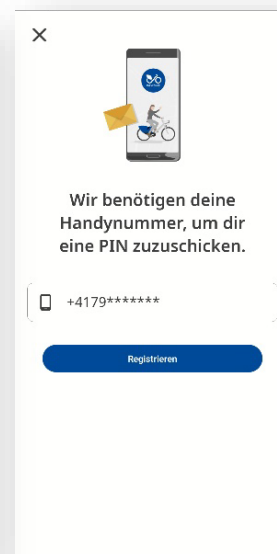 Wir benötigen deine
Handynummer, um dir
eine PIN zuzuschicken.
+4179*******
Registrieren